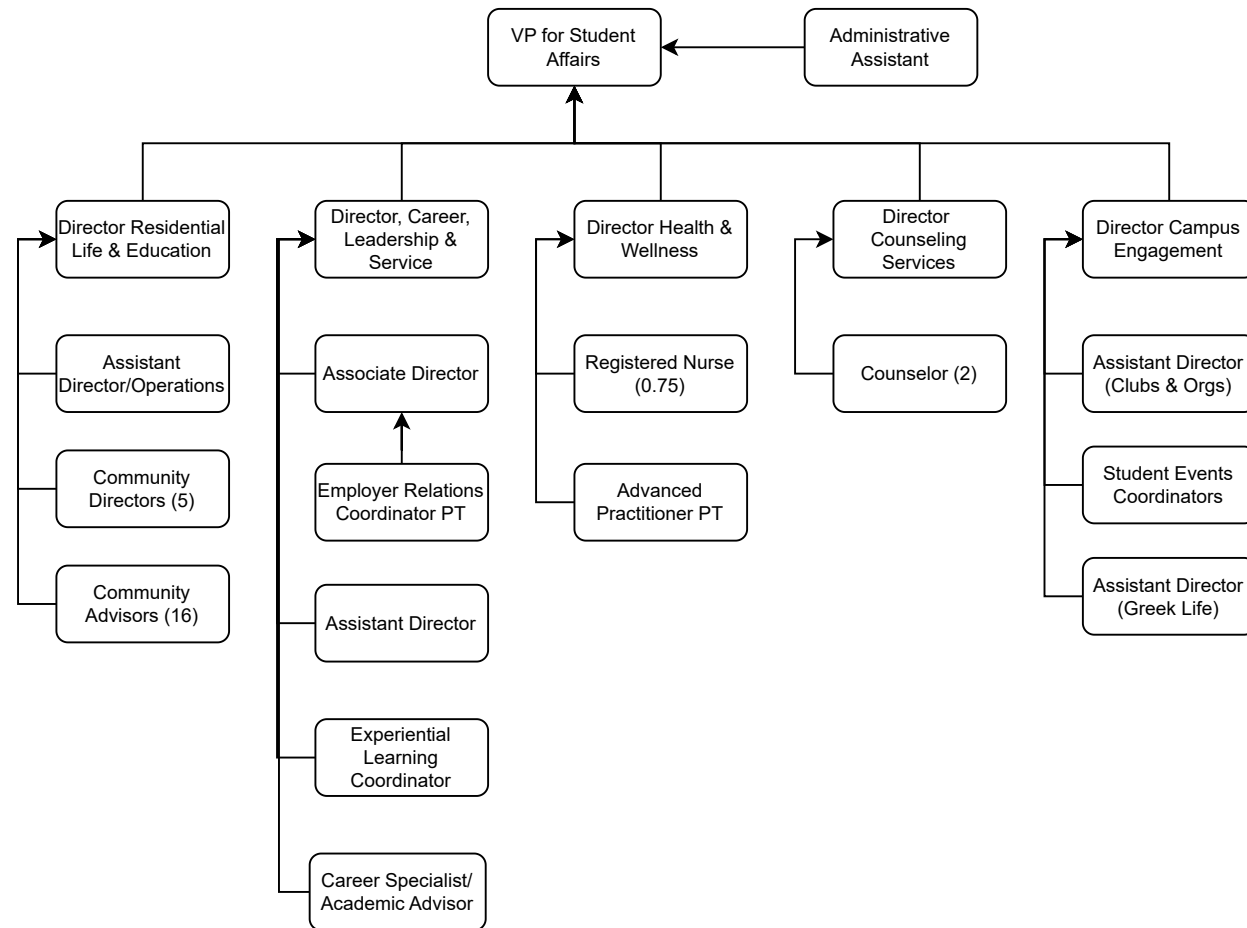 VP for Student
Affairs
Administrative
Assistant
Director Residential
Life & Education
Director, Career,
Leadership &
Service
Director Health &
Wellness
Director
Counseling
Services
Director Campus
Engagement
Assistant
Director/Operations
Associate Director
Registered Nurse
(0.75)
Counselor (2)
Assistant Director
(Clubs & Orgs)
Community
Directors (5)
Employer Relations
Coordinator PT
Advanced
Practitioner PT
Student Events
Coordinators
Community
Advisors (16)
Assistant Director
Assistant Director
(Greek Life)
Experiential
Learning
Coordinator
Career Specialist/
Academic Advisor